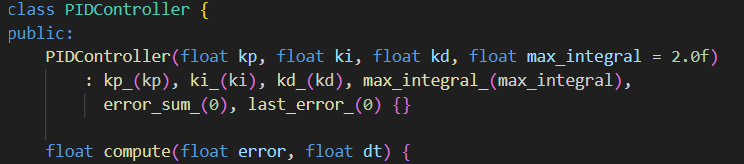 class PIDController {
public:
    PIDController(float kp, float ki, float kd, float max_integral = 2.0f)
        : kp_(kp), ki_(ki), kd_(kd), max_integral_(max_integral),
          error_sum_(0), last_error_(0) {}
    float compute(float error, float dt) {